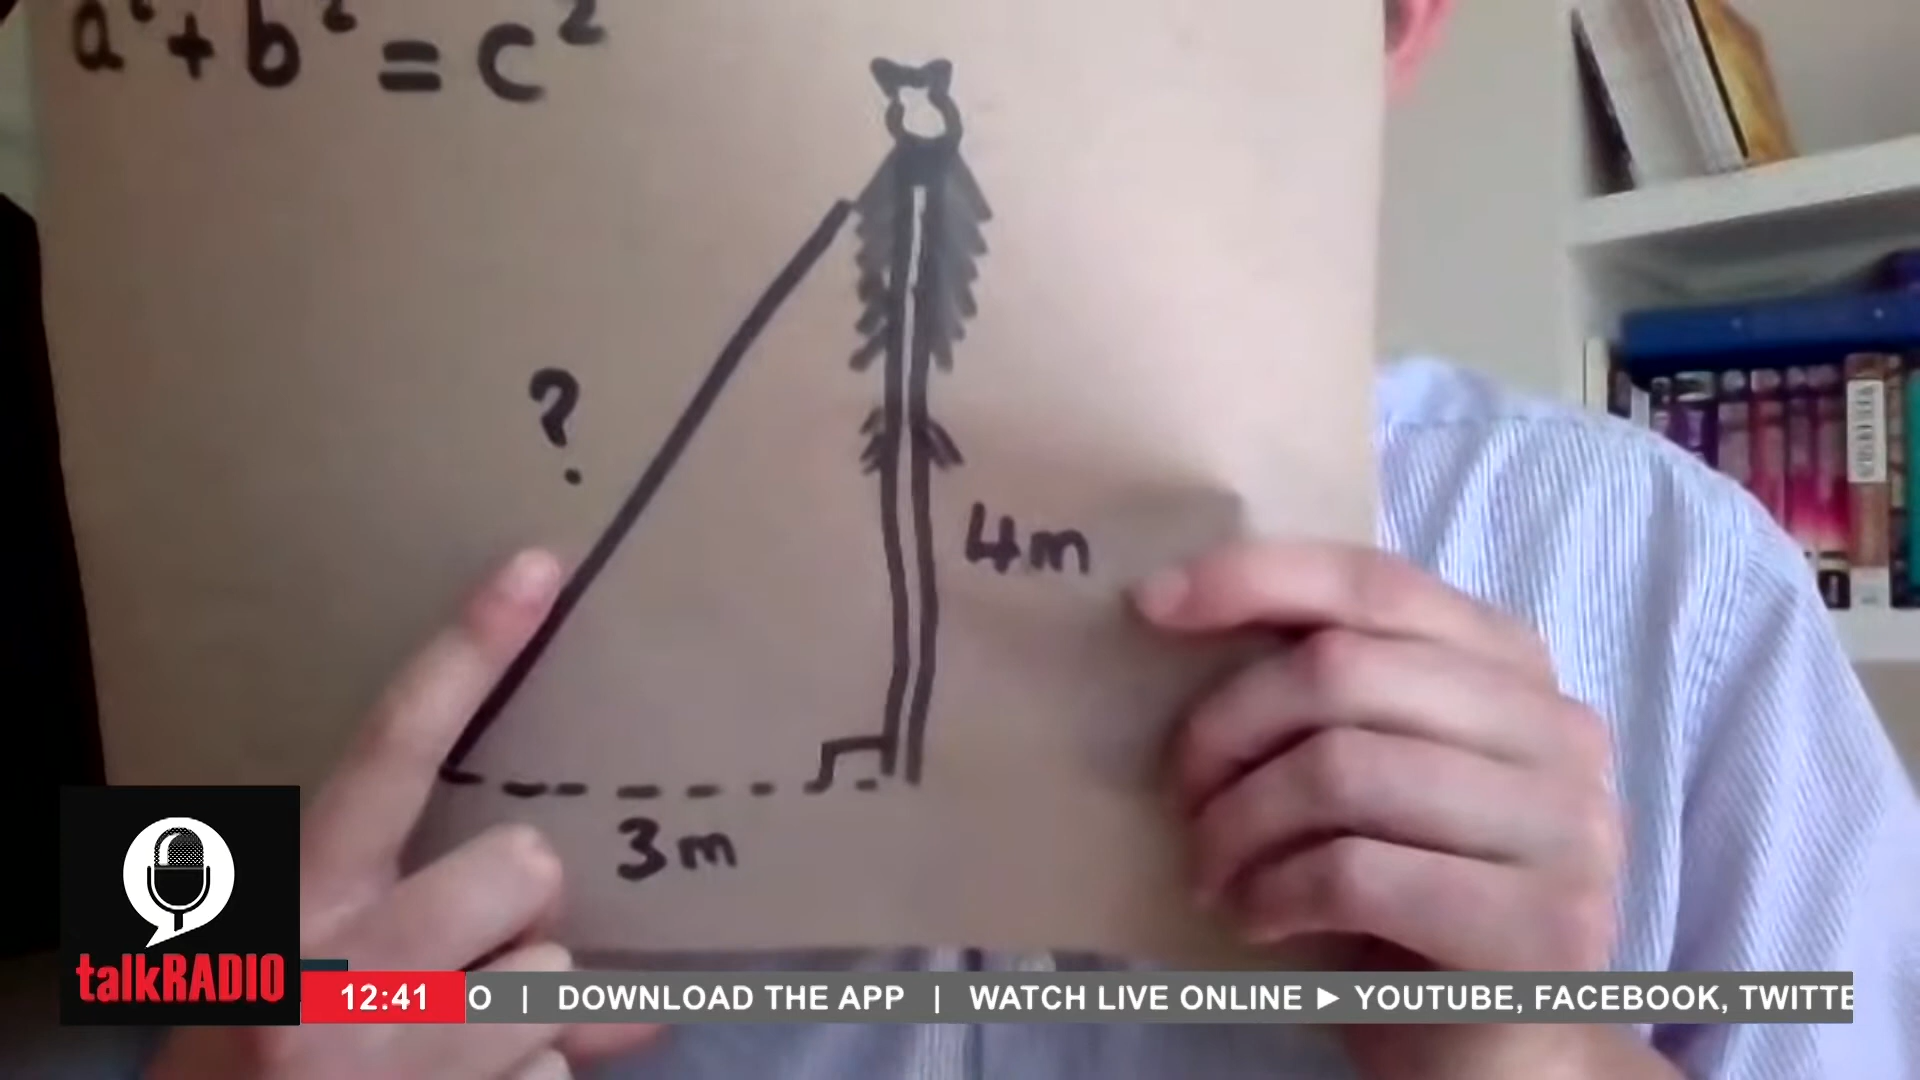 a² + b² = c²
?
4m
3m
talkRADIO
12:41 O | DOWNLOAD THE APP | WATCH LIVE ONLINE ► YOUTUBE, FACEBOOK, TWITTE